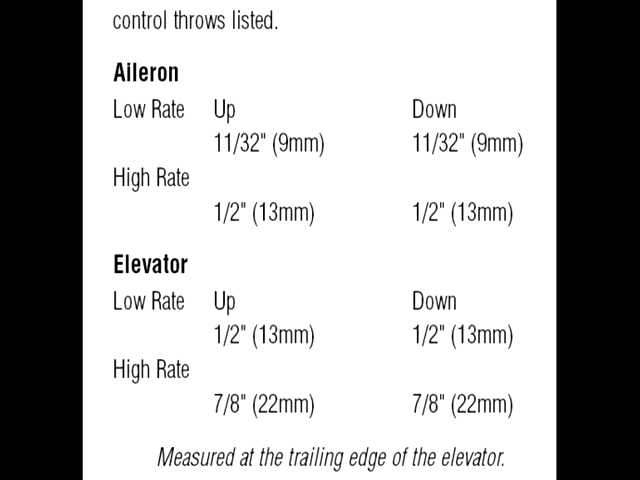 control throws listed.
Aileron
Low Rate Up Down
11/32" (9mm) 11/32" (9mm)
High Rate
1/2" (13mm) 1/2" (13mm)
Elevator
Low Rate Up Down
1/2" (13mm) 1/2" (13mm)
High Rate
7/8" (22mm) 7/8" (22mm)
Measured at the trailing edge of the elevator.